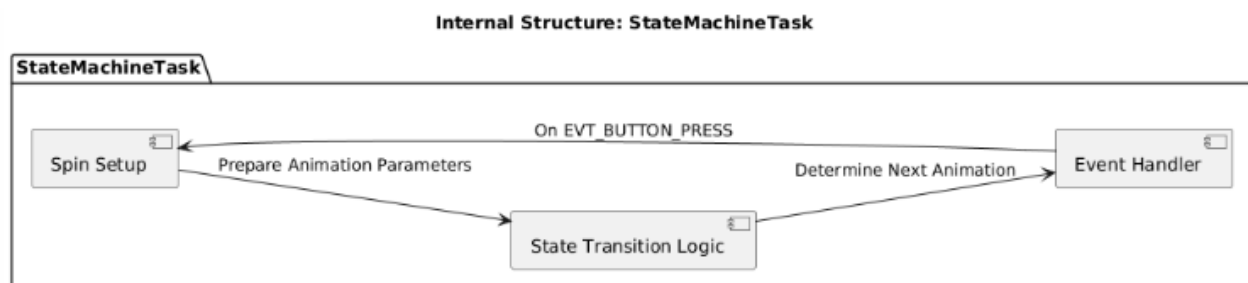 Internal Structure: StateMachineTask
StateMachineTask
On EVT_BUTTON_PRESS
Spin Setup
Prepare Animation Parameters
Determine Next Animation
Event Handler
State Transition Logic